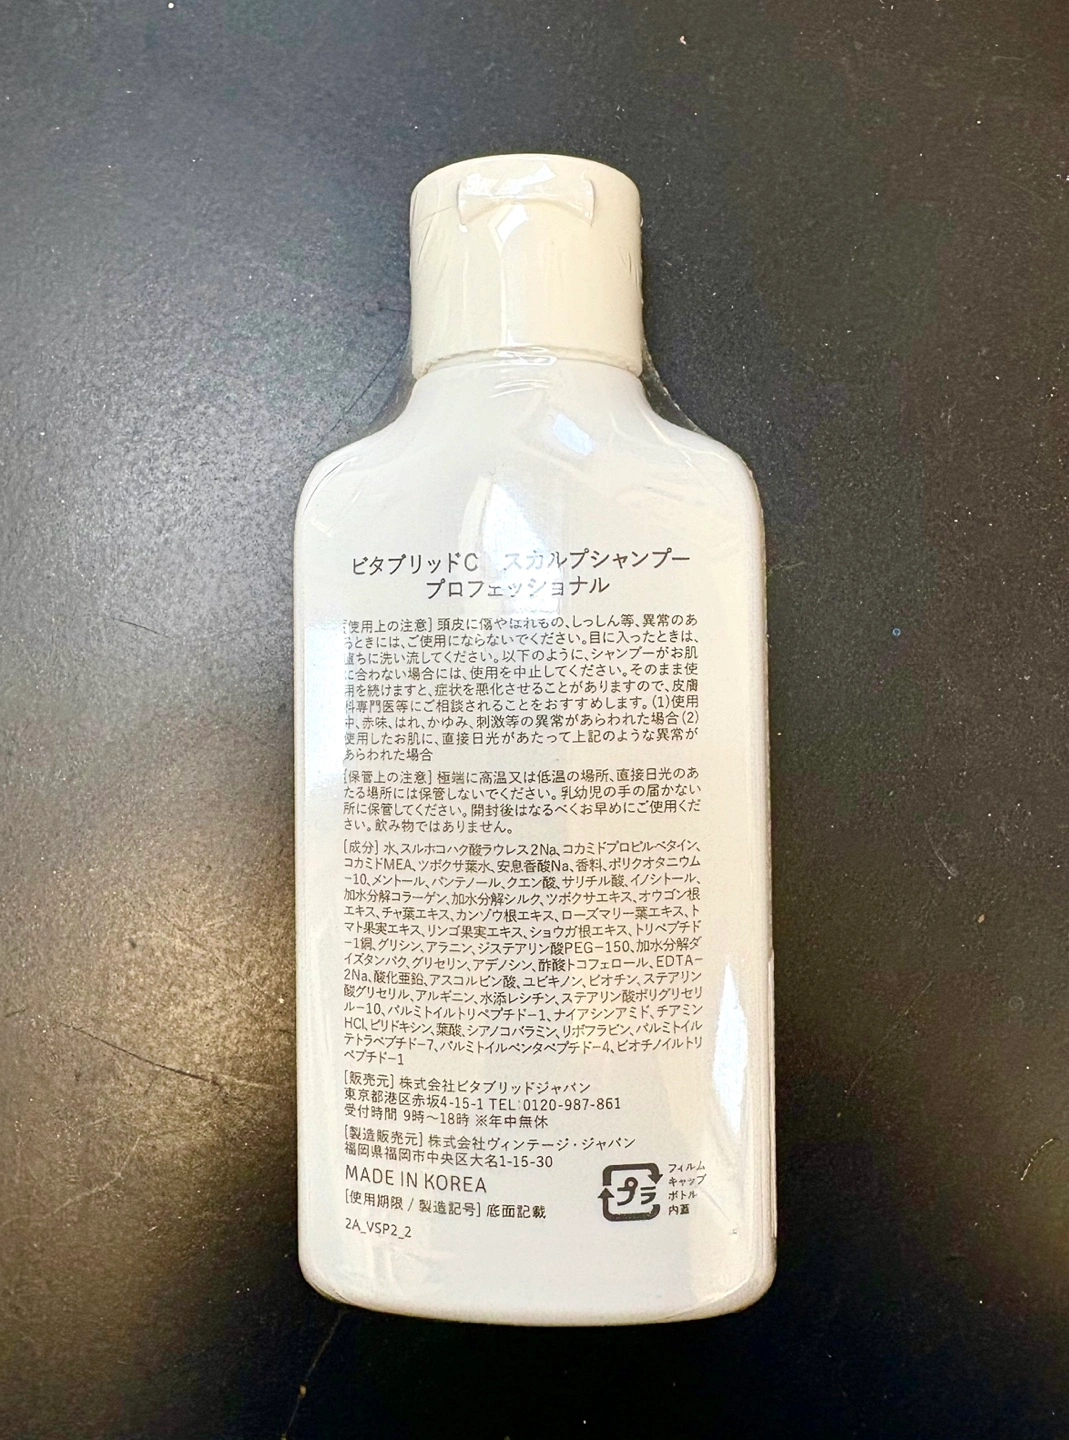 ビタブリッドC スカルプシャンプー
プロフェッショナル
[使用上の注意] 頭皮に傷やはれもの、しっしん等、異常のあ
るときには、ご使用にならないでください。目に入ったときは、
直ちに洗い流してください。以下のように、シャンプーがお肌
に合わない場合には、使用を中止してください。そのまま使
用を続けますと、症状を悪化させることがありますので、皮膚
科専門医等にご相談されることをおすすめします。(1)使用
中、赤味、はれ、かゆみ、刺激等の異常があらわれた場合(2)
使用したお肌に、直接日光があたって上記のような異常が
あらわれた場合
[保管上の注意] 極端に高温又は低温の場所、直接日光のあ
たる場所には保管しないでください。乳幼児の手の届かない
所に保管してください。開封後はなるべくお早めにご使用くだ
さい。飲み物ではありません。
[成分] 水、スルホコハク酸ラウレス2Na、コカミドプロピルベタイン、
コカミドMEA、ツボクサ葉水、安息香酸Na、香料、ポリクオタニウム
-10、メントール、パンテノール、クエン酸、サリチル酸、イノシトール、
加水分解コラーゲン、加水分解シルク、ツボクサエキス、オウゴン根
エキス、チャ葉エキス、カンゾウ根エキス、ローズマリー葉エキス、ト
マト果実エキス、リンゴ果実エキス、ショウガ根エキス、トリペプチド
-1銅、グリシン、アラニン、ジステアリン酸PEG-150、加水分解ダ
イズタンパク、グリセリン、アデノシン、酢酸トコフェロール、EDTA-
2Na、酸化亜鉛、アスコルビン酸、ユビキノン、ビオチン、ステアリン
酸グリセリル、アルギニン、水添レシチン、ステアリン酸ポリグリセリ
ル-10、パルミトイルトリペプチド-1、ナイアシンアミド、チアミン
HCl、ピリドキシン、葉酸、シアノコバラミン、リボフラビン、パルミトイル
テトラペプチド-7、パルミトイルペンタペプチド-4、ビオチノイルトリ
ペプチド-1
[販売元] 株式会社ビタブリッドジャパン
東京都港区赤坂4-15-1 TEL:0120-987-861
受付時間 9時〜18時 ※年中無休
[製造販売元] 株式会社ヴィンテージ・ジャパン
福岡県福岡市中央区大名1-15-30
MADE IN KOREA
[使用期限 / 製造記号] 底面記載
2A_VSP2_2
プラ
フィルム
キャップ
ボトル
内蓋